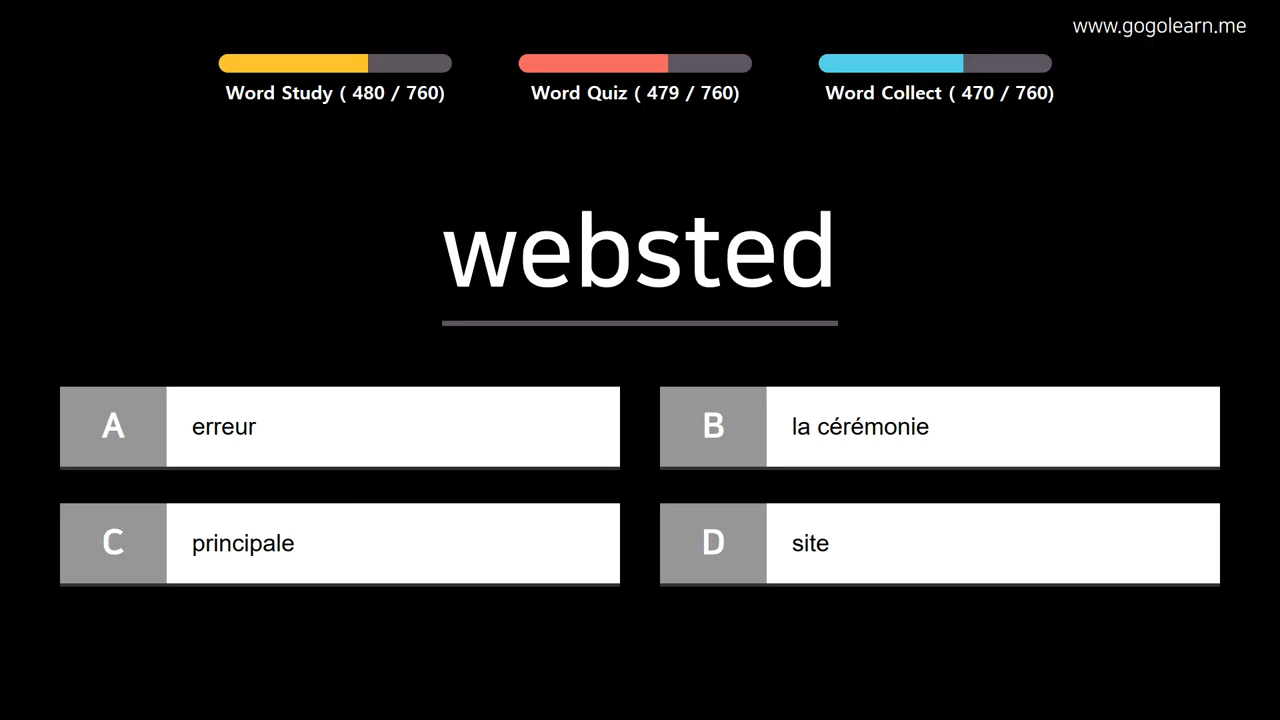 www.gogolearn.me
Word Study ( 480 / 760)
Word Quiz ( 479 / 760)
Word Collect ( 470 / 760)
websted
A erreur
B la cérémonie
C principale
D site